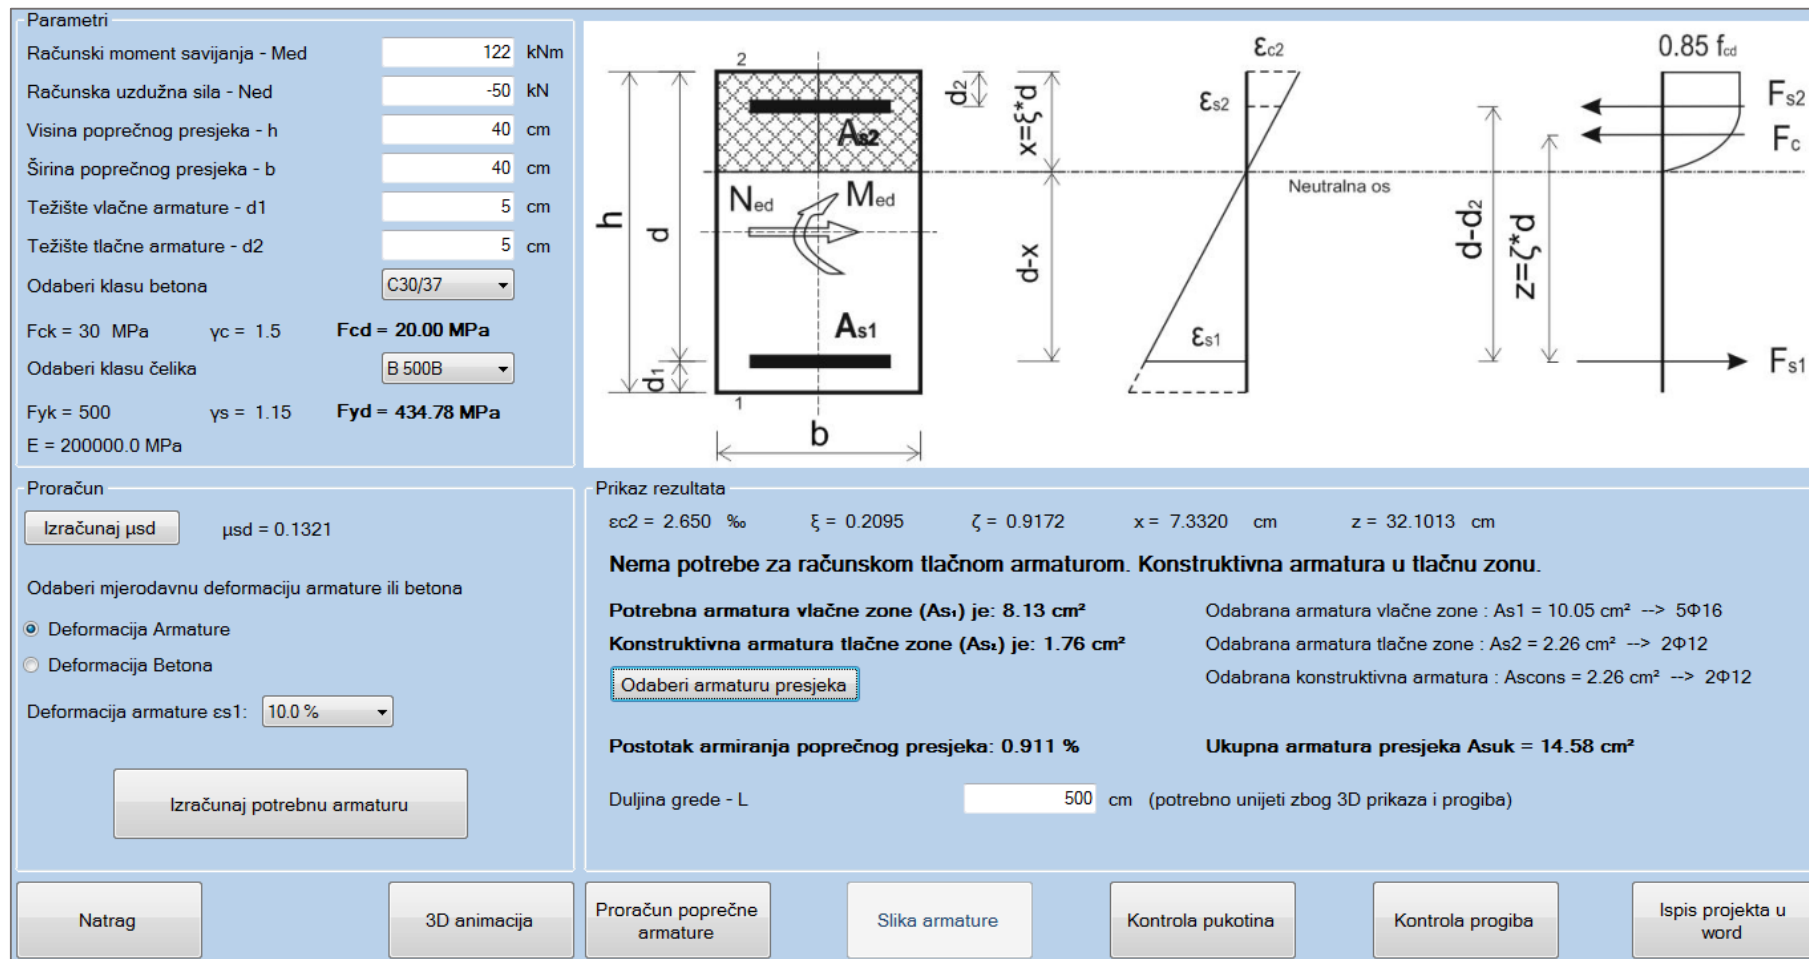 Parametri
Računski moment savijanja - Med 122 kNm
Računska uzdužna sila - Ned -50 kN
Visina poprečnog presjeka - h 40 cm
Širina poprečnog presjeka - b 40 cm
Težište vlačne armature - d1 5 cm
Težište tlačne armature - d2 5 cm
Odaberi klasu betona C30/37
Fck = 30 MPa γc = 1.5 Fcd = 20.00 MPa
Odaberi klasu čelika B 500B
Fyk = 500 γs = 1.15 Fyd = 434.78 MPa
E = 200000.0 MPa
2
h
d
d1
As2
Ned
Med
As1
1
b
d2
x=ξ*d
d-x
εc2
εs2
Neutralna os
εs1
0.85 fcd
Fs2
Fc
d-d2
z=ζ*d
Fs1
Proračun
Izračunaj μsd μsd = 0.1321
Odaberi mjerodavnu deformaciju armature ili betona
Deformacija Armature
Deformacija Betona
Deformacija armature εs1: 10.0 %
Izračunaj potrebnu armaturu
Prikaz rezultata
εc2 = 2.650 ‰ ξ = 0.2095 ζ = 0.9172 x = 7.3320 cm z = 32.1013 cm
Nema potrebe za računskom tlačnom armaturom. Konstruktivna armatura u tlačnu zonu.
Potrebna armatura vlačne zone (As₁) je: 8.13 cm² Odabrana armatura vlačne zone : As1 = 10.05 cm² --> 5Φ16
Konstruktivna armatura tlačne zone (As₂) je: 1.76 cm² Odabrana armatura tlačne zone : As2 = 2.26 cm² --> 2Φ12
Odaberi armaturu presjeka Odabrana konstruktivna armatura : Ascons = 2.26 cm² --> 2Φ12
Postotak armiranja poprečnog presjeka: 0.911 % Ukupna armatura presjeka Asuk = 14.58 cm²
Duljina grede - L 500 cm (potrebno unijeti zbog 3D prikaza i progiba)
Natrag
3D animacija
Proračun poprečne
armature
Slika armature
Kontrola pukotina
Kontrola progiba
Ispis projekta u
word